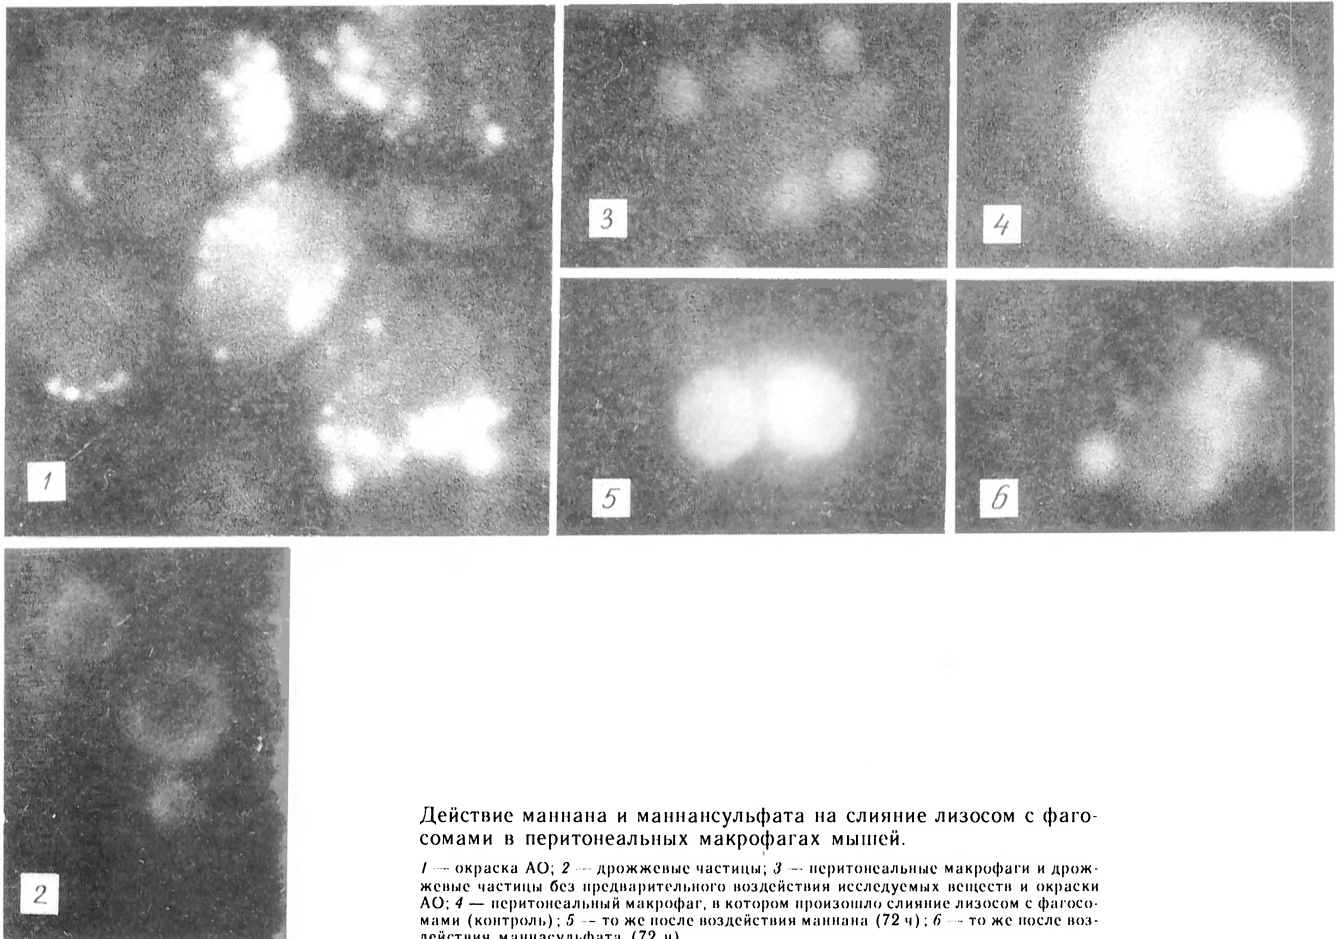 1
3
4
5
6
2
Действие маннана и маннансульфата на слияние лизосом с фаго-
сомами в перитонеальных макрофагах мышей.
1 — окраска АО; 2 — дрожжевые частицы; 3 — перитонеальные макрофаги и дрож-
жевые частицы без предварительного воздействия исследуемых веществ и окраски
АО; 4 — перитонеальный макрофаг, в котором произошло слияние лизосом с фагосо-
мами (контроль); 5 — то же после воздействия маннана (72 ч); 6 — то же после воз-
действия маннасульфата (72 ч)